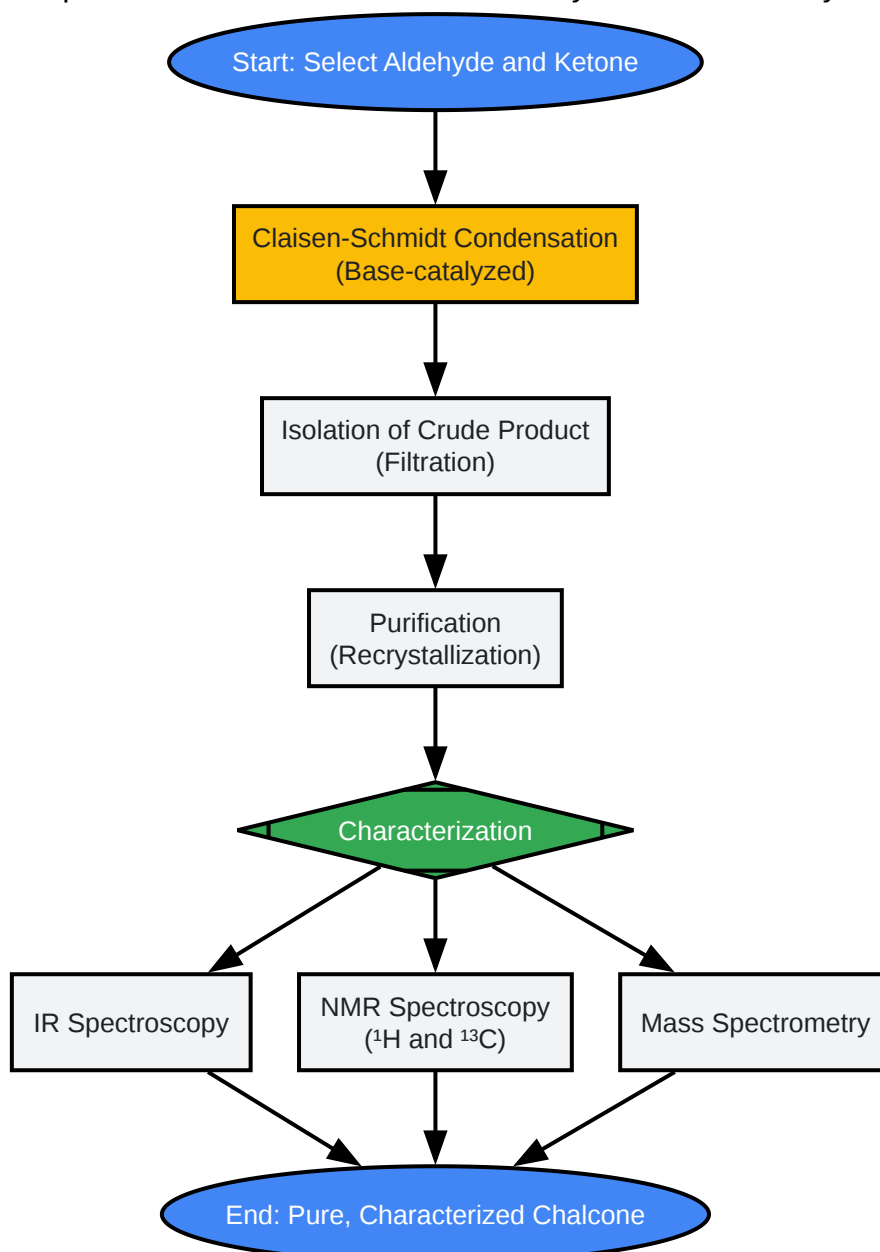 Start: Select Aldehyde and Ketone
Claisen-Schmidt Condensation
(Base-catalyzed)
Isolation of Crude Product
(Filtration)
Purification
(Recrystallization)
Characterization
IR Spectroscopy
NMR Spectroscopy
(¹H and ¹³C)
Mass Spectrometry
End: Pure, Characterized Chalcone